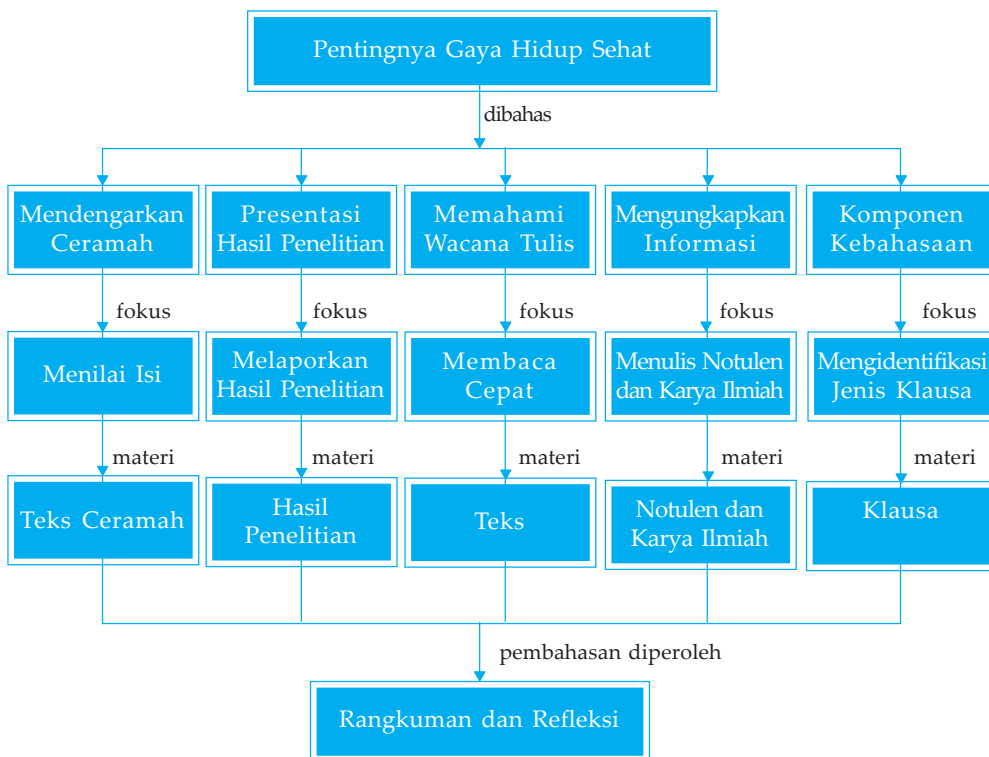 Pentingnya Gaya Hidup Sehat
dibahas
Mendengarkan
Ceramah
Presentasi
Hasil Penelitian
Memahami
Wacana Tulis
Mengungkapkan
Informasi
Komponen
Kebahasaan
fokus
fokus
fokus
fokus
fokus
Menilai Isi
Melaporkan
Hasil Penelitian
Membaca
Cepat
Menulis Notulen
dan Karya Ilmiah
Mengidentifikasi
Jenis Klausa
materi
materi
materi
materi
materi
Teks Ceramah
Hasil
Penelitian
Teks
Notulen dan
Karya Ilmiah
Klausa
pembahasan diperoleh
Rangkuman dan Refleksi